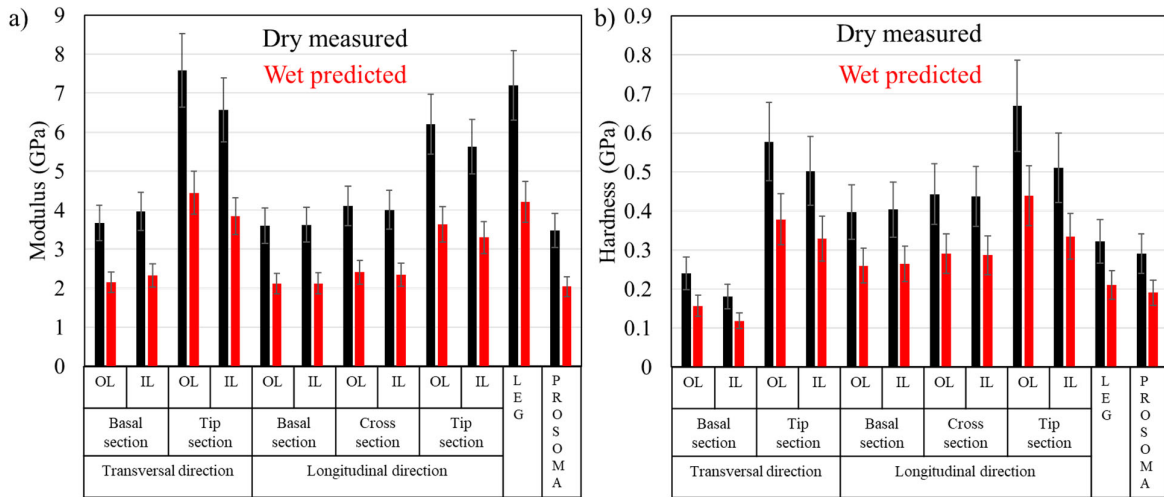 a)
Dry measured
Wet predicted
Modulus (GPa)
9
8
7
6
5
4
3
2
1
0
OL IL OL IL OL IL OL IL OL IL
Basal section
Tip section
Basal section
Cross section
Tip section
Transversal direction
Longitudinal direction
LEG
PROSOMA
b)
Dry measured
Wet predicted
Hardness (GPa)
0.9
0.8
0.7
0.6
0.5
0.4
0.3
0.2
0.1
0
OL IL OL IL OL IL OL IL OL IL
Basal section
Tip section
Basal section
Cross section
Tip section
Transversal direction
Longitudinal direction
LEG
PROSOMA